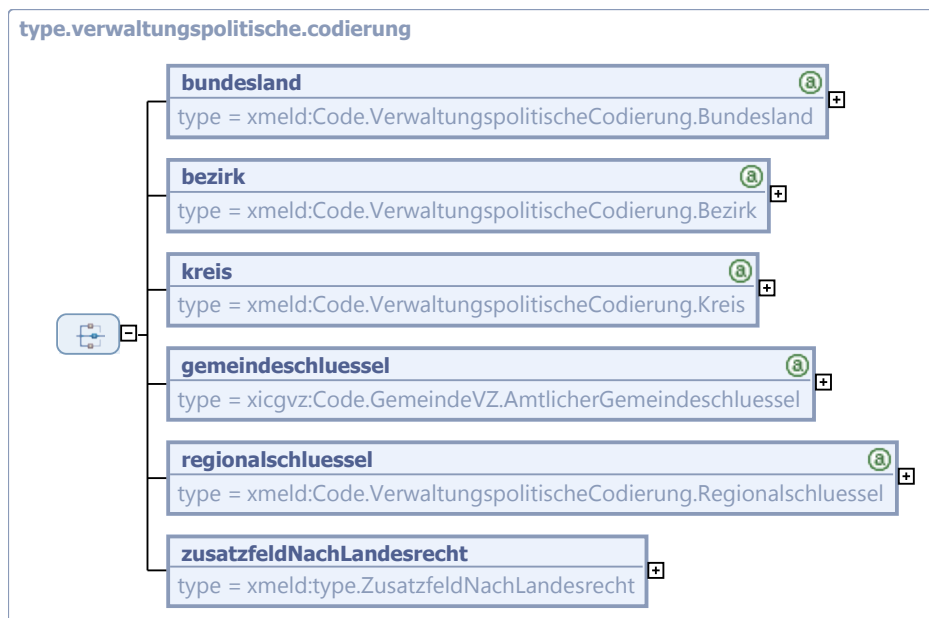 type.verwaltungspolitische.codierung
bundesland
type = xmeld:Code.VerwaltungspolitischeCodierung.Bundesland
bezirk
type = xmeld:Code.VerwaltungspolitischeCodierung.Bezirk
kreis
type = xmeld:Code.VerwaltungspolitischeCodierung.Kreis
gemeindeschluessel
type = xicgvz:Code.GemeindeVZ.AmtlicherGemeindeschluessel
regionalschluessel
type = xmeld:Code.VerwaltungspolitischeCodierung.Regionalschluessel
zusatzfeldNachLandesrecht
type = xmeld:type.ZusatzfeldNachLandesrecht